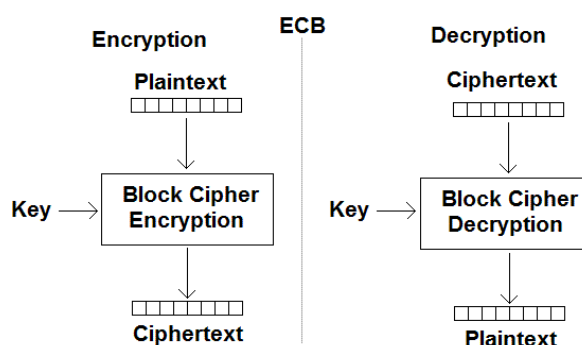 ECB
Encryption
Plaintext
Key
Block Cipher
Encryption
Ciphertext
Decryption
Ciphertext
Key
Block Cipher
Decryption
Plaintext